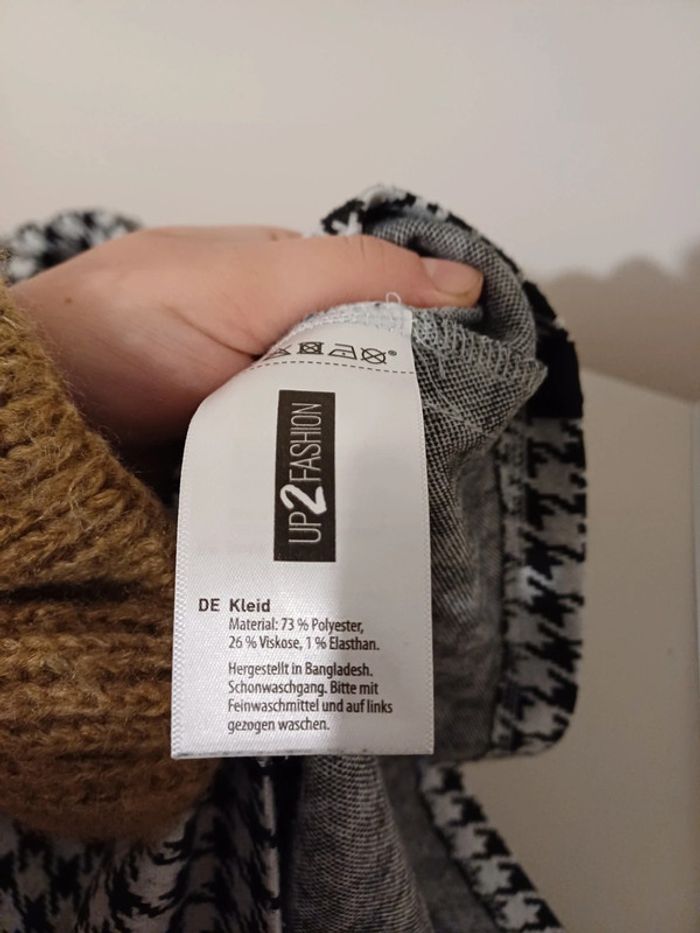 UP2FASHION
DE Kleid
Material: 73 % Polyester,
26 % Viskose, 1 % Elasthan.
Hergestellt in Bangladesh.
Schonwaschgang. Bitte mit
Feinwaschmittel und auf links
gezogen waschen.